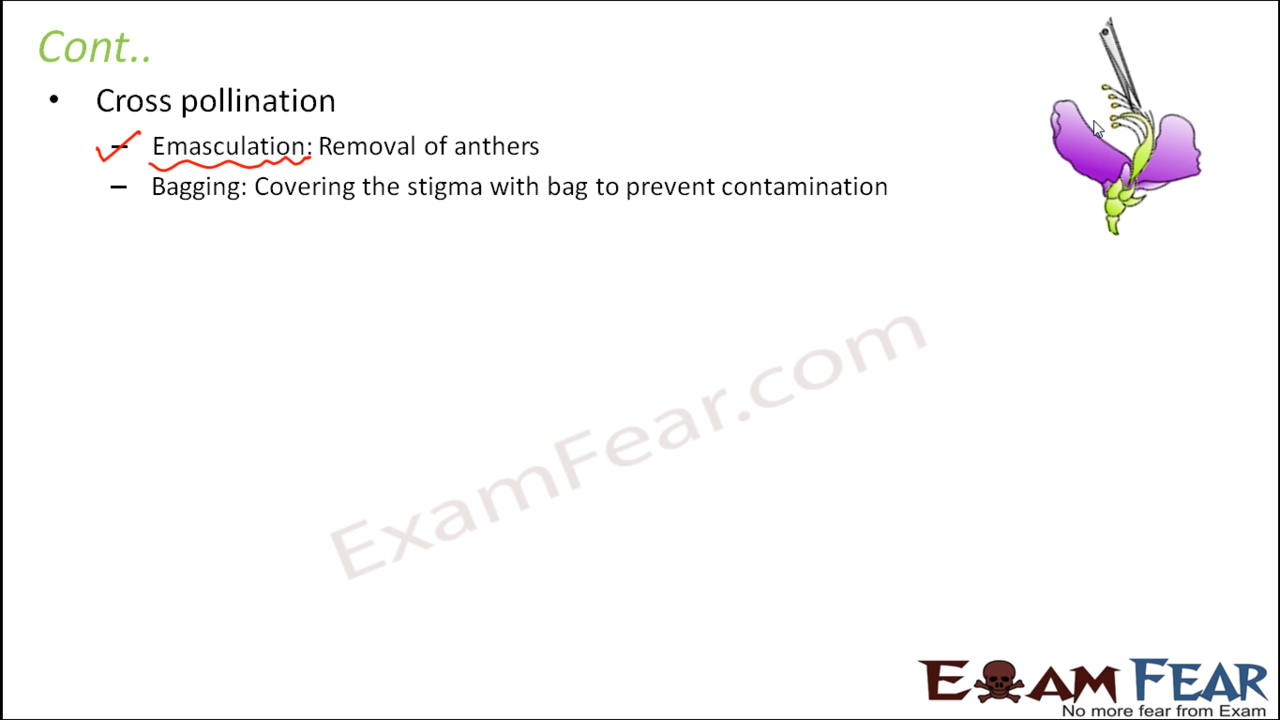 Cont..
• Cross pollination
– Emasculation: Removal of anthers
– Bagging: Covering the stigma with bag to prevent contamination
ExamFear.com
EXAM FEAR
No more fear from Exam